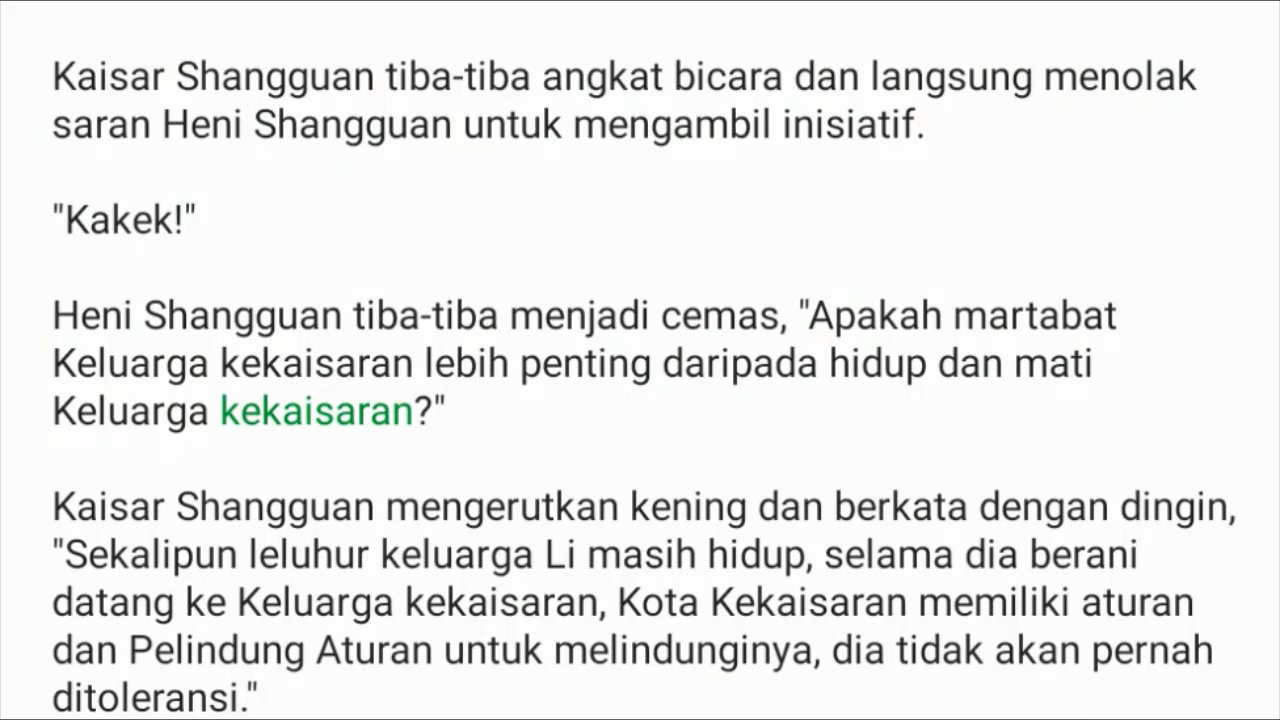 Kaisar Shangguan tiba-tiba angkat bicara dan langsung menolak
saran Heni Shangguan untuk mengambil inisiatif.
"Kakek!"
Heni Shangguan tiba-tiba menjadi cemas, "Apakah martabat
Keluarga kekaisaran lebih penting daripada hidup dan mati
Keluarga kekaisaran?"
Kaisar Shangguan mengerutkan kening dan berkata dengan dingin,
"Sekalipun leluhur keluarga Li masih hidup, selama dia berani
datang ke Keluarga kekaisaran, Kota Kekaisaran memiliki aturan
dan Pelindung Aturan untuk melindunginya, dia tidak akan pernah
ditoleransi."